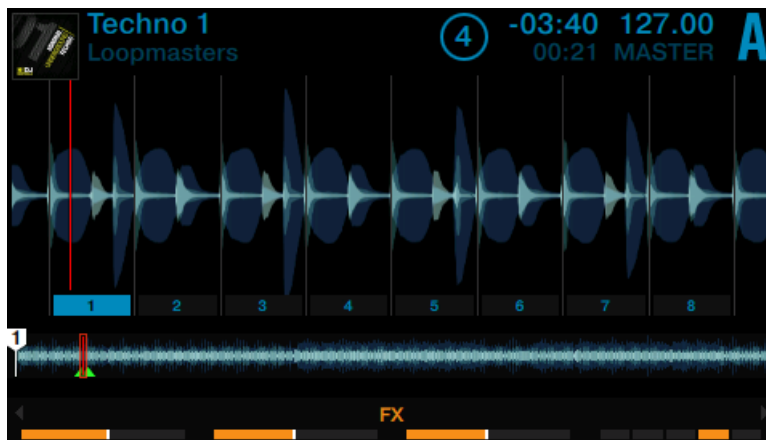 Techno 1
Loopmasters
4
-03:40 127.00
00:21 MASTER
A
1 2 3 4 5 6 7 8
1
FX